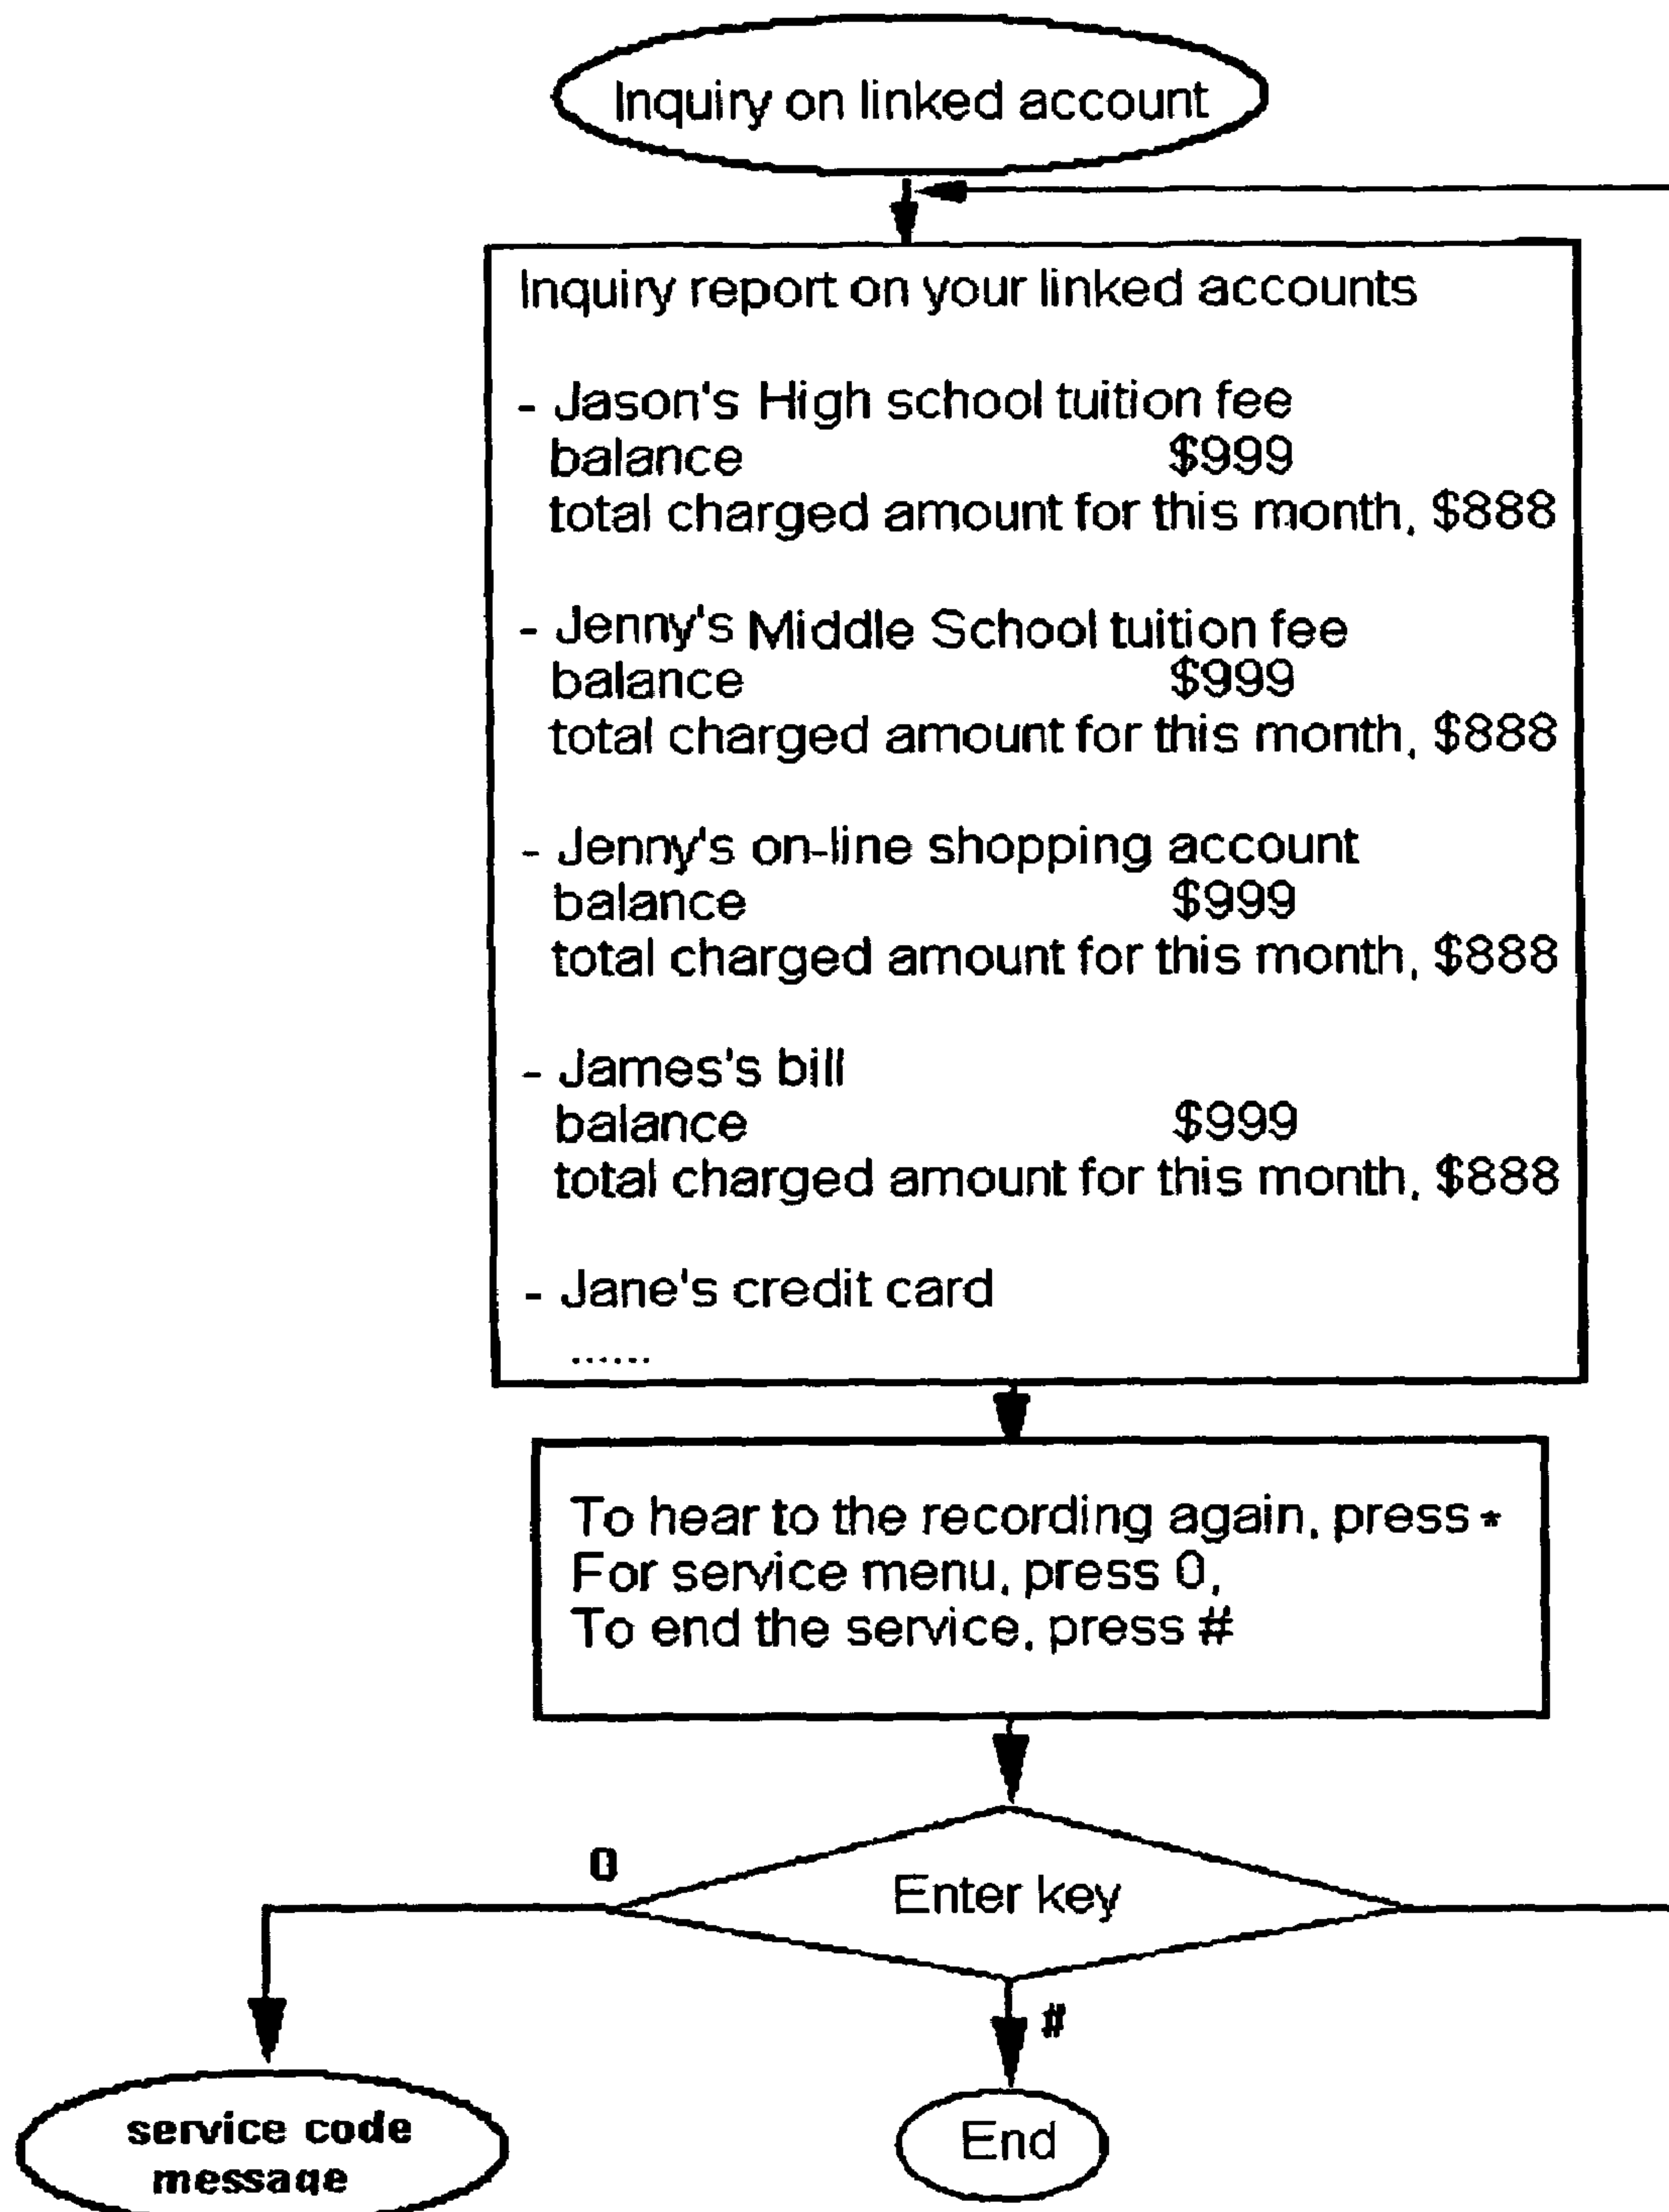 Inquiry on linked account
Inquiry report on your linked accounts
- Jason's High school tuition fee
balance $999
total charged amount for this month, $888
- Jenny's Middle School tuition fee
balance $999
total charged amount for this month, $888
- Jenny's on-line shopping account
balance $999
total charged amount for this month, $888
- James's bill
balance $999
total charged amount for this month, $888
- Jane's credit card
......
To hear to the recording again, press *
For service menu, press 0,
To end the service, press #
0
Enter key
#
service code
message
End